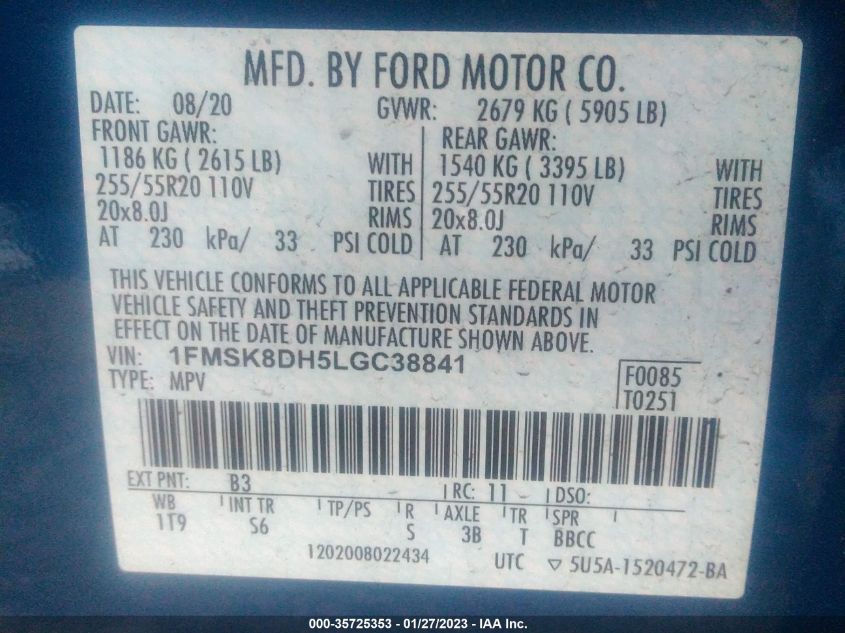 MFD. BY FORD MOTOR CO.
DATE: 08/20 GVWR: 2679 KG ( 5905 LB)
FRONT GAWR: REAR GAWR:
1186 KG ( 2615 LB) WITH 1540 KG ( 3395 LB) WITH
255/55R20 110V TIRES 255/55R20 110V TIRES
20x8.0J RIMS 20x8.0J RIMS
AT 230 kPa/ 33 PSI COLD AT 230 kPa/ 33 PSI COLD
THIS VEHICLE CONFORMS TO ALL APPLICABLE FEDERAL MOTOR
VEHICLE SAFETY AND THEFT PREVENTION STANDARDS IN
EFFECT ON THE DATE OF MANUFACTURE SHOWN ABOVE.
VIN: 1FMSK8DH5LGC38841
TYPE: MPV F0085
T0251
EXT PNT: B3 RC: 11 DSO:
WB INT TR TP/PS R AXLE TR SPR
119 S6 S 3B T BBCC
1202008022434 UTC ▽ 5U5A-1520472-BA
000-35725353 - 01/27/2023 - IAA Inc.